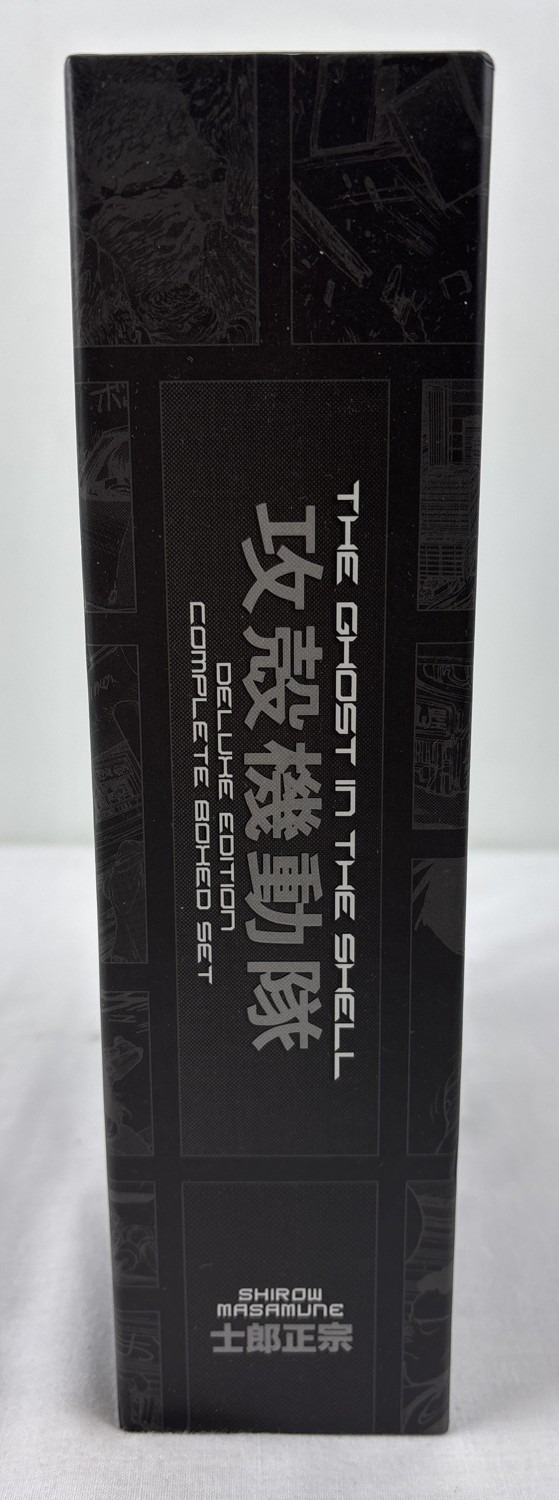 THE GHOST IN THE SHELL
攻殻機動隊
DELUXE EDITION
COMPLETE BOXED SET
SHIROW
MASAMUNE
士郎正宗